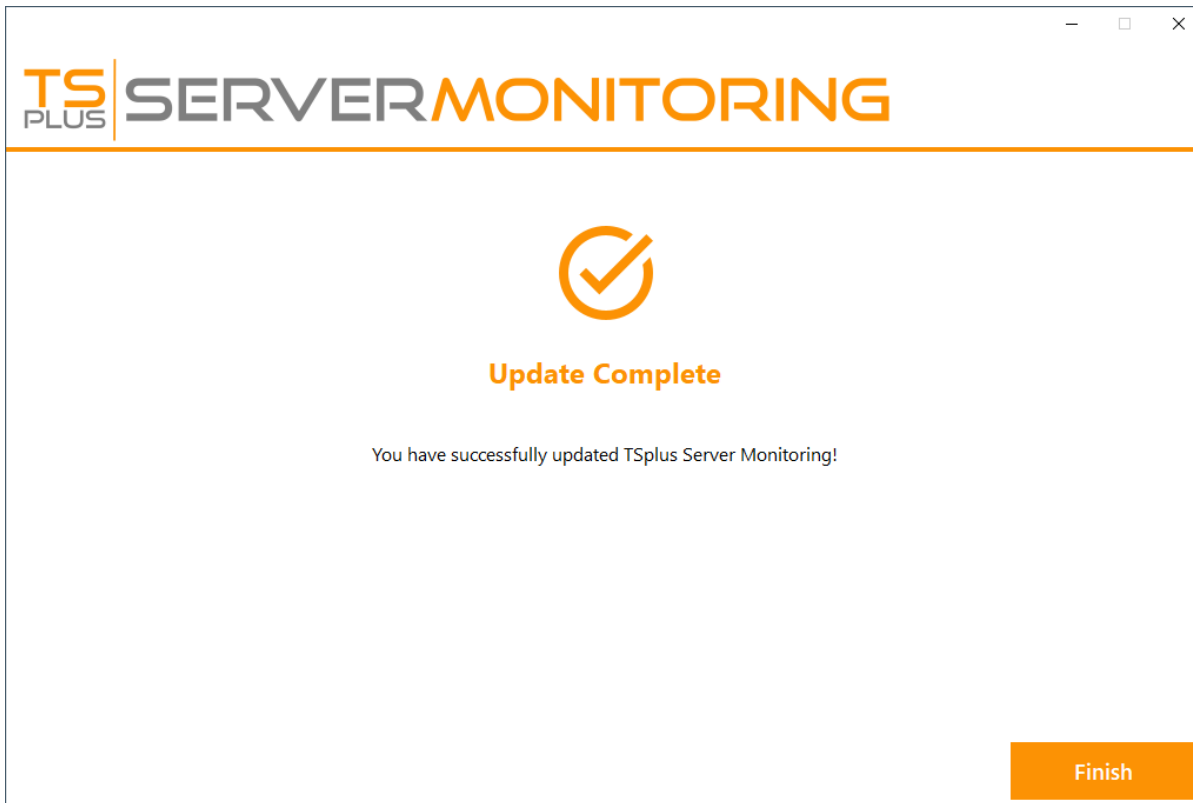 TS PLUS SERVERMONITORING
Update Complete
You have successfully updated TSplus Server Monitoring!
Finish